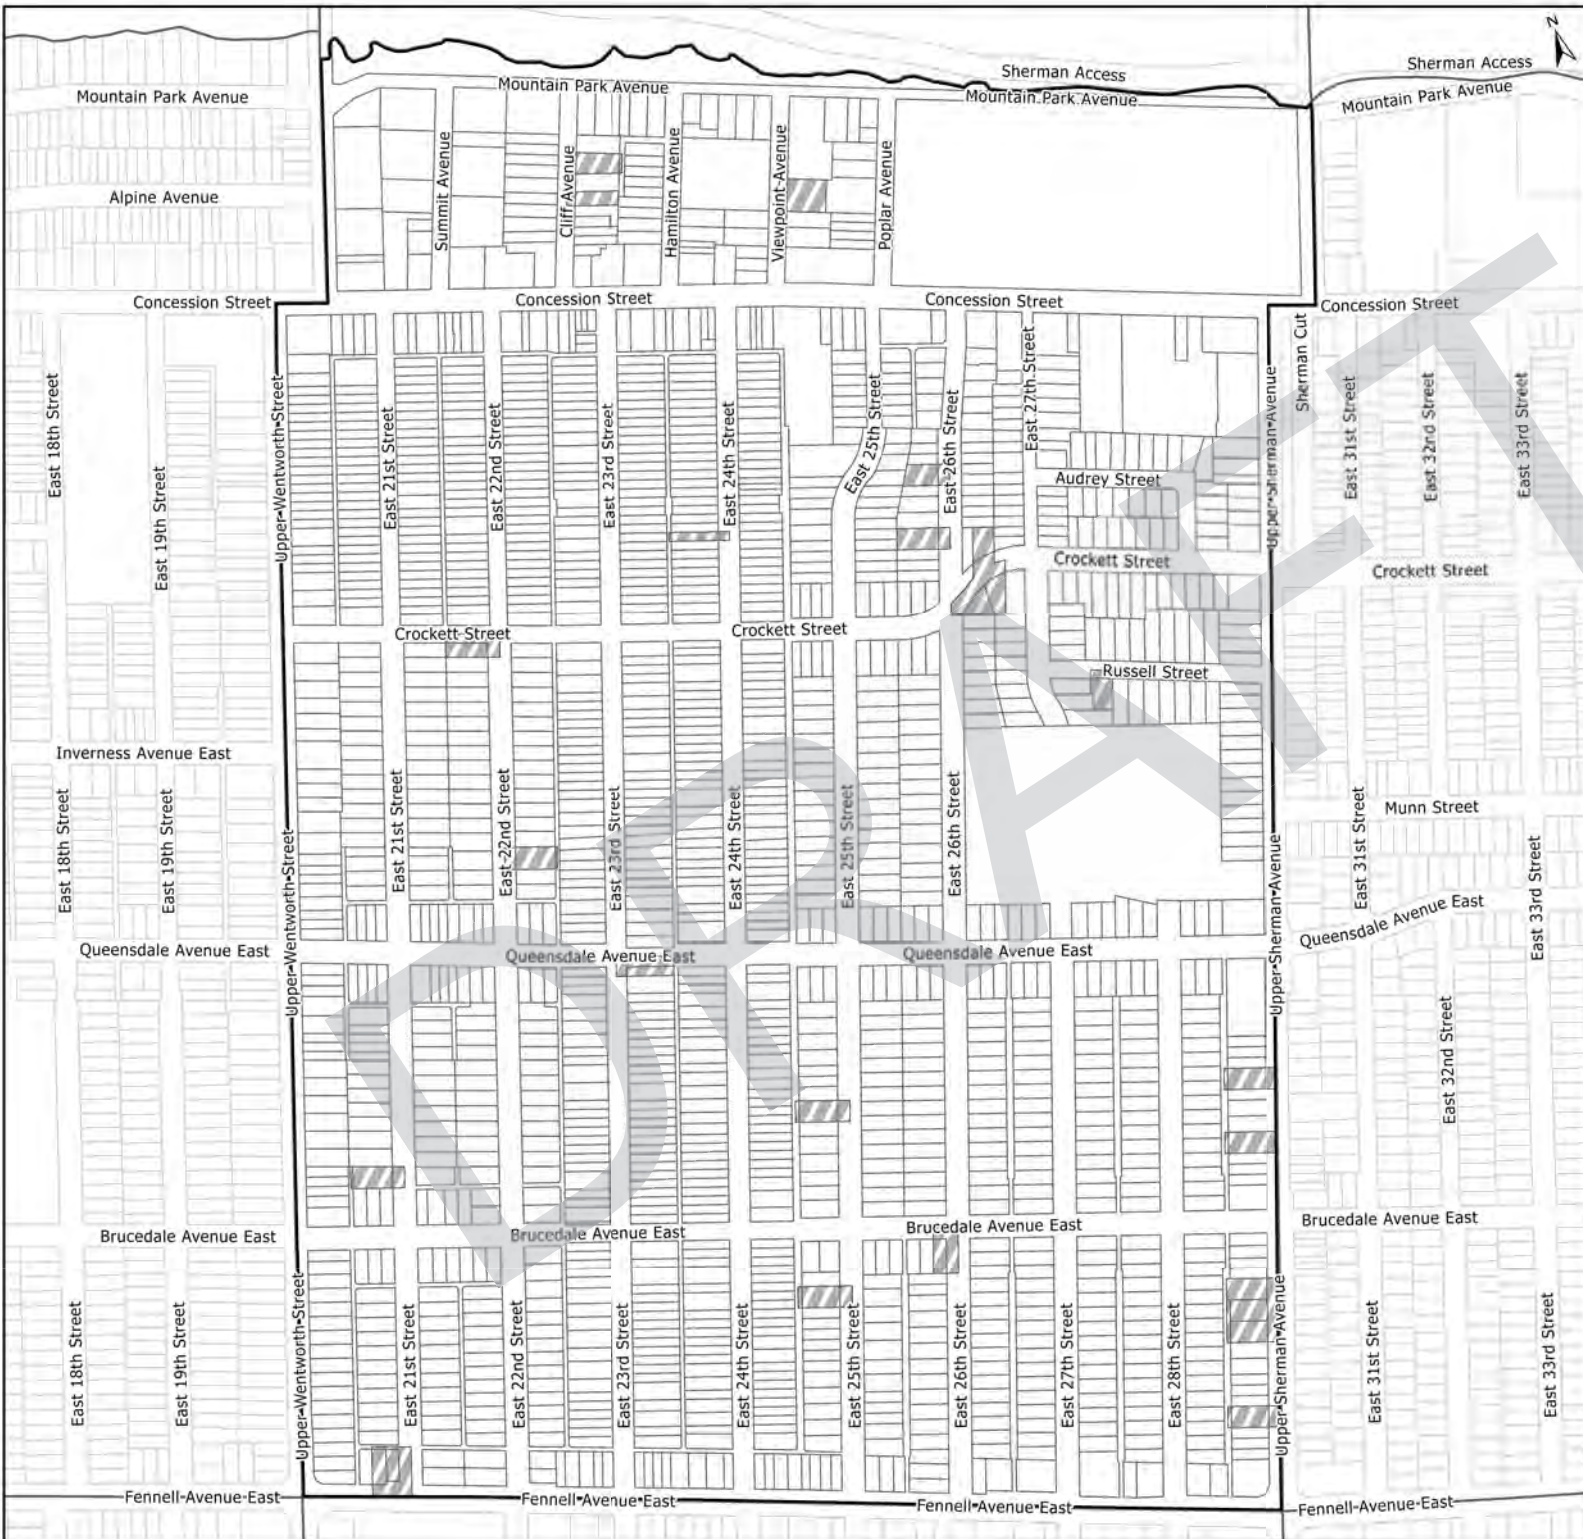 N
Sherman Access
Sherman Access
Mountain Park Avenue
Mountain Park Avenue
Mountain Park Avenue
Mountain Park Avenue
Alpine Avenue
Summit Avenue
Cliff Avenue
Hamilton Avenue
Viewpoint Avenue
Poplar Avenue
Concession Street
Concession Street
Concession Street
Concession Street
East 18th Street
East 19th Street
Upper Wentworth Street
East 21st Street
East 22nd Street
East 23rd Street
East 24th Street
East 25th Street
East 26th Street
East 27th Street
Upper Sherman Avenue
Sherman Cut
East 31st Street
East 32nd Street
East 33rd Street
Audrey Street
Crockett Street
Crockett Street
Crockett Street
Crockett Street
Russell Street
Inverness Avenue East
Munn Street
East 18th Street
East 19th Street
Upper Wentworth Street
East 21st Street
East 22nd Street
East 23rd Street
East 24th Street
East 25th Street
East 26th Street
Upper Sherman Avenue
East 31st Street
East 33rd Street
Queensdale Avenue East
Queensdale Avenue East
Queensdale Avenue East
Queensdale Avenue East
East 32nd Street
DRAFT
Brucedale Avenue East
Brucedale Avenue East
Brucedale Avenue East
Brucedale Avenue East
East 18th Street
East 19th Street
Upper Wentworth Street
East 21st Street
East 22nd Street
East 23rd Street
East 24th Street
East 25th Street
East 26th Street
East 27th Street
East 28th Street
Upper Sherman Avenue
East 31st Street
East 33rd Street
Fennell Avenue East
Fennell Avenue East
Fennell Avenue East
Fennell Avenue East